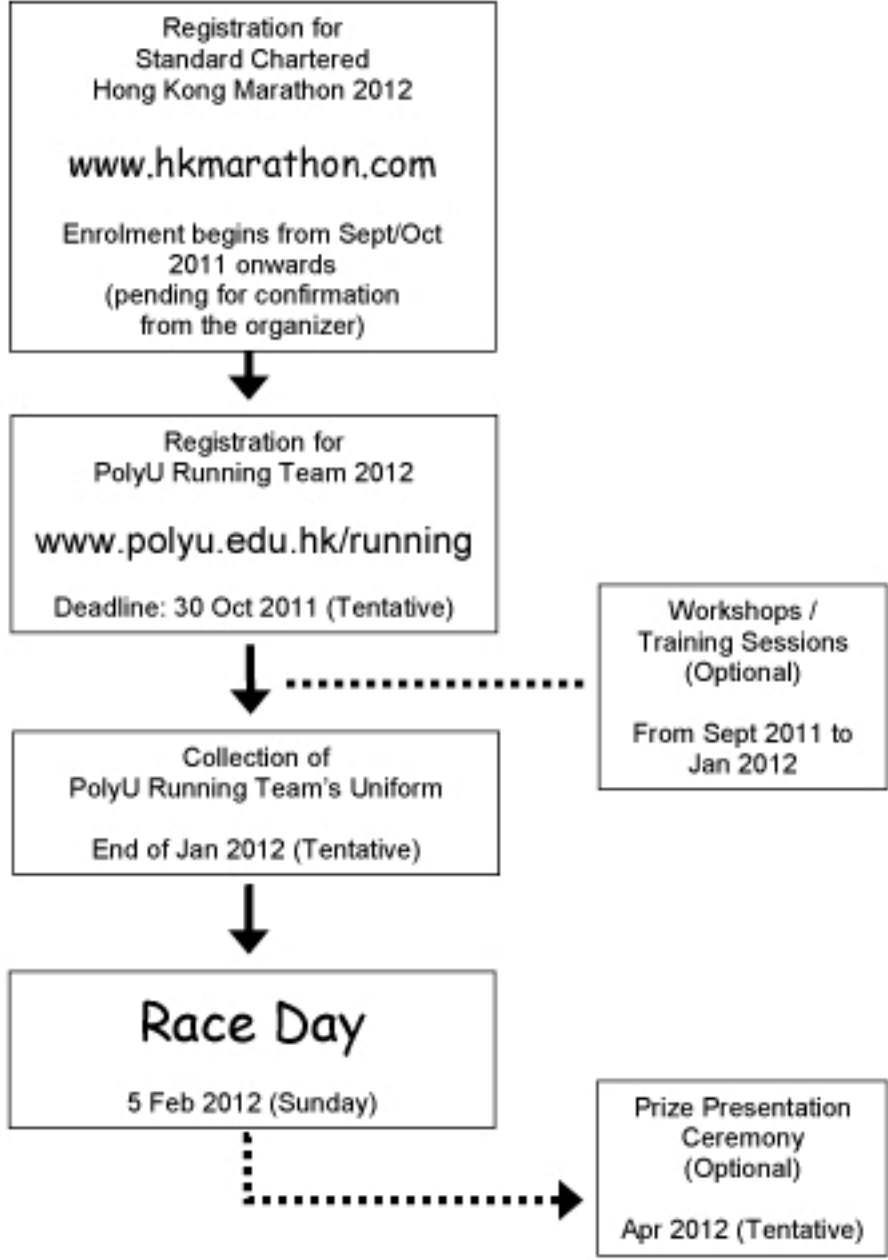 Registration for
Standard Chartered
Hong Kong Marathon 2012
www.hkmarathon.com
Enrolment begins from Sept/Oct
2011 onwards
(pending for confirmation
from the organizer)
Registration for
PolyU Running Team 2012
www.polyu.edu.hk/running
Deadline: 30 Oct 2011 (Tentative)
Workshops /
Training Sessions
(Optional)
From Sept 2011 to
Jan 2012
Collection of
PolyU Running Team's Uniform
End of Jan 2012 (Tentative)
Race Day
5 Feb 2012 (Sunday)
Prize Presentation
Ceremony
(Optional)
Apr 2012 (Tentative)